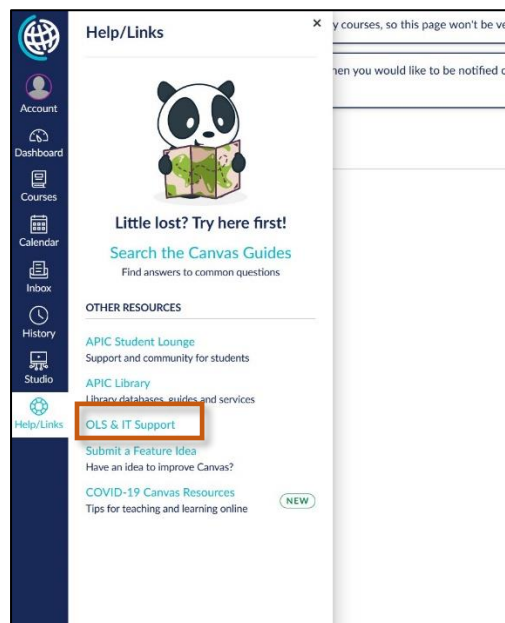 Help/Links
×
y courses, so this page won't be ve
hen you would like to be notified o
Account
Dashboard
Courses
Calendar
Inbox
History
Studio
Help/Links
Little lost? Try here first!
Search the Canvas Guides
Find answers to common questions
OTHER RESOURCES
APIC Student Lounge
Support and community for students
APIC Library
Library databases, guides and services
OLS & IT Support
Submit a Feature Idea
Have an idea to improve Canvas?
COVID-19 Canvas Resources
NEW
Tips for teaching and learning online